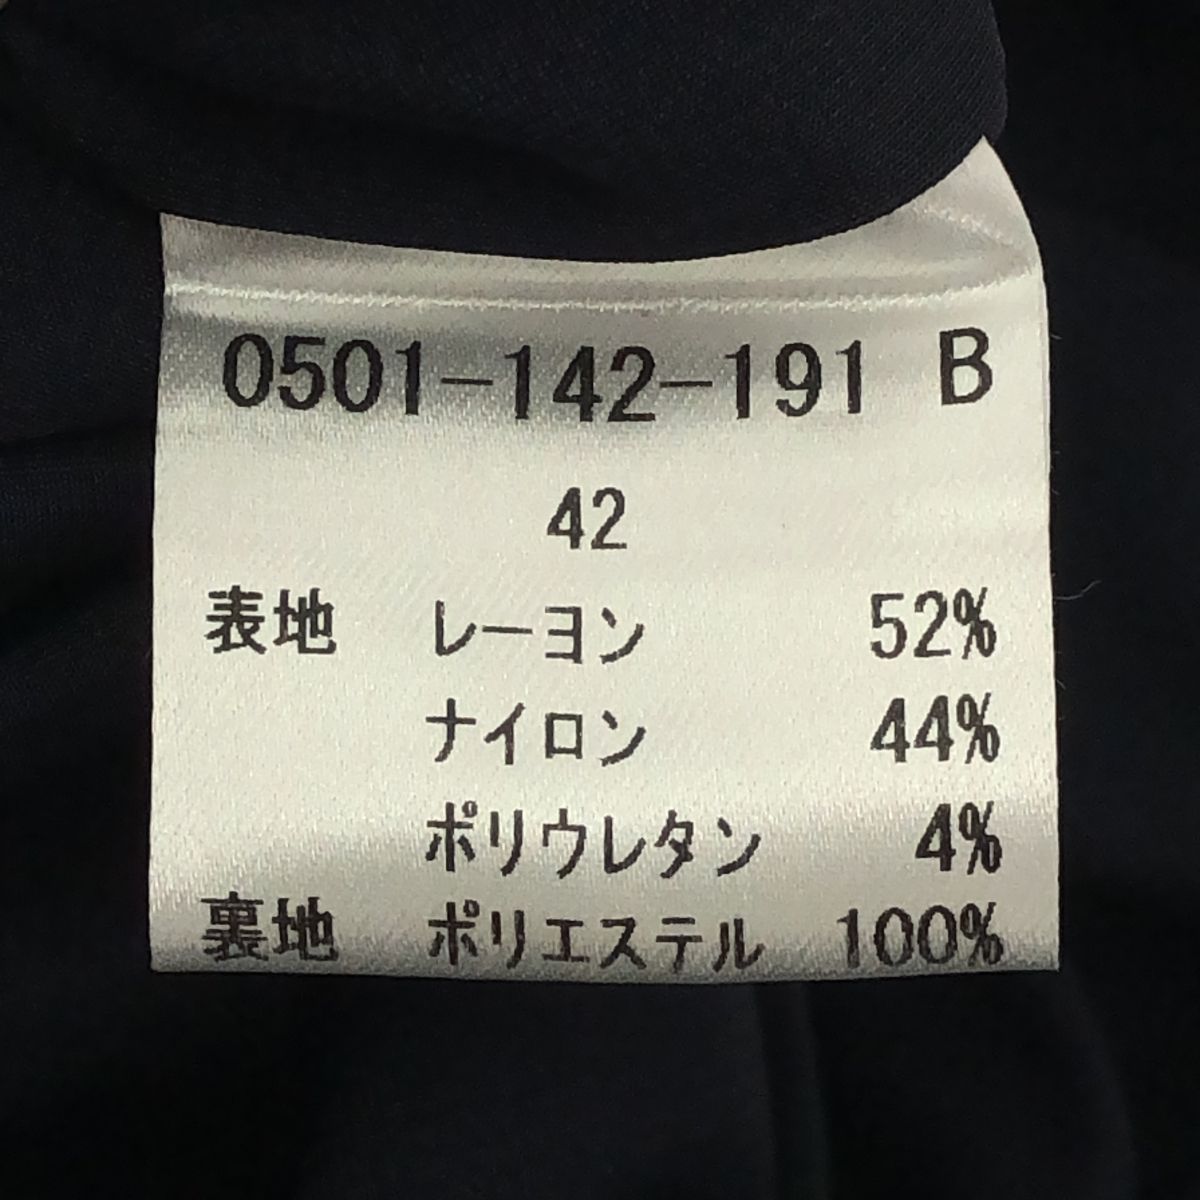 0501-142-191 B
42
表地 レーヨン 52%
ナイロン 44%
ポリウレタン 4%
裏地 ポリエステル 100%